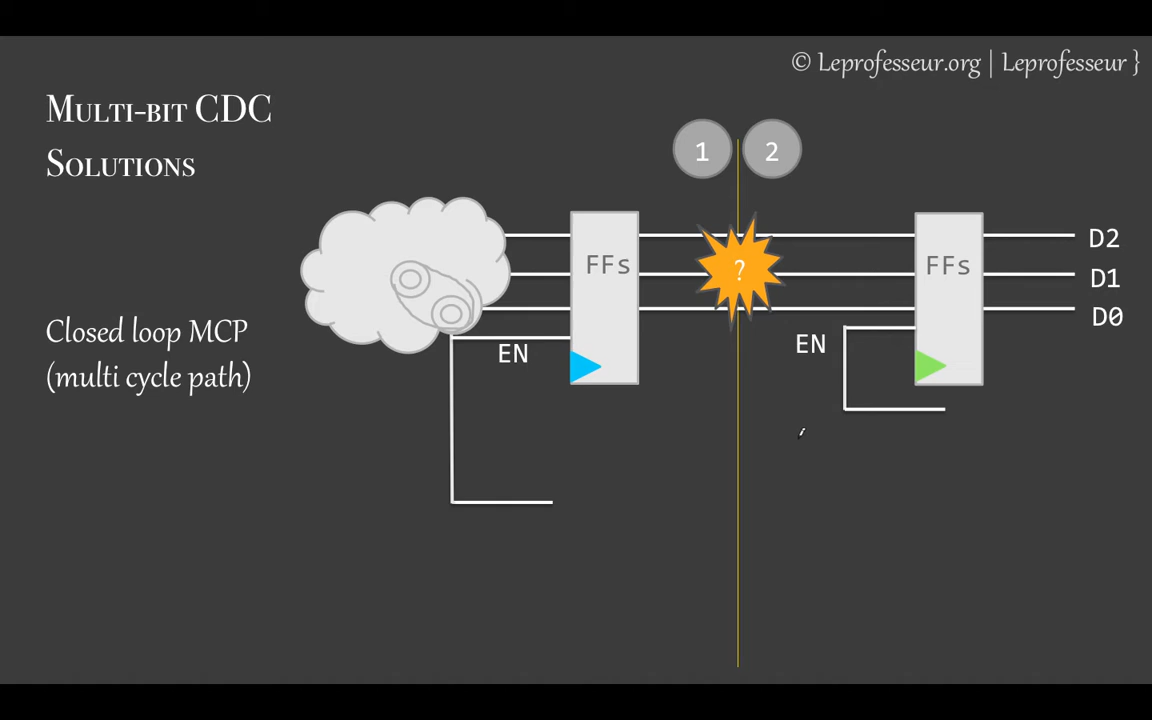 © Leprofesseur.org | Leprofesseur }
Multi-bit CDC
Solutions
1 2
FFs ? FFs D2
D1
D0
Closed loop MCP
(multi cycle path)
EN EN